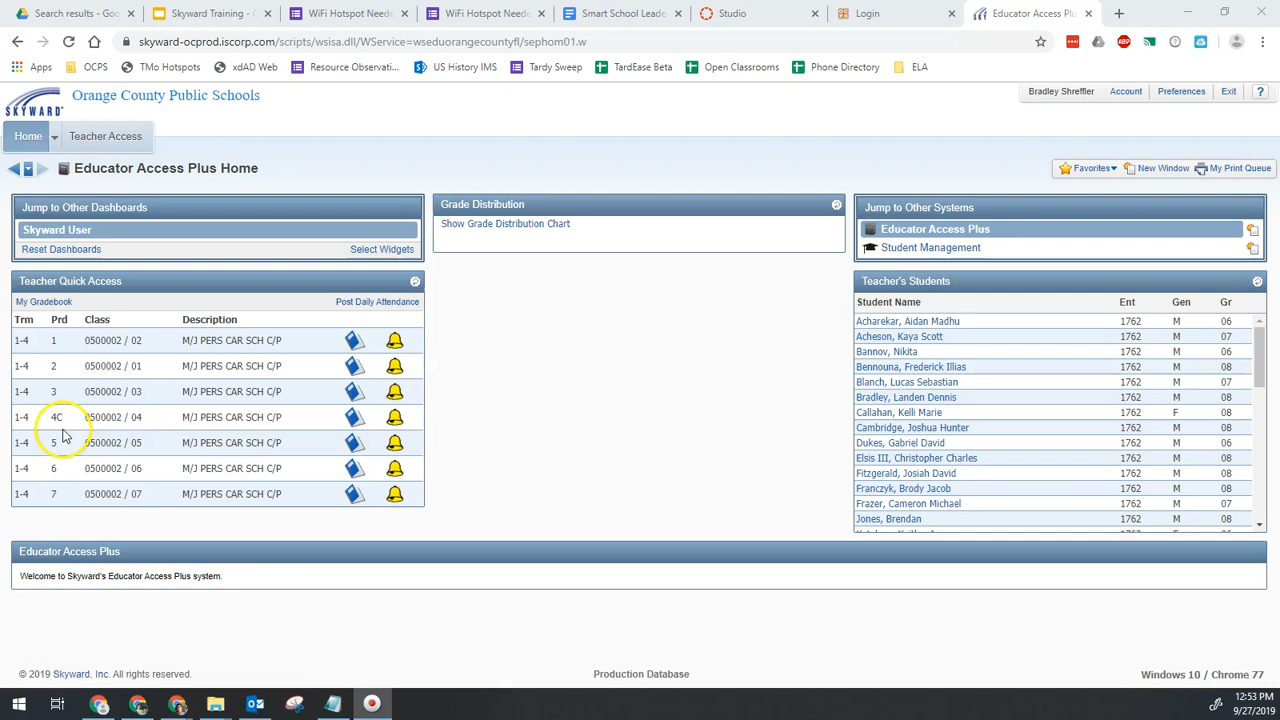 Search results - Goo
Skyward Training - G
WiFi Hotspot Neede
WiFi Hotspot Neede
Smart School Leade
Studio
Login
Educator Access Plu
skyward-ocprod.iscorp.com/scripts/wsisa.dll/WService=wseduorangecountyfl/sephom01.w
Apps
OCPS
TMo Hotspots
xdAD Web
Resource Observati...
US History IMS
Tardy Sweep
TardEase Beta
Open Classrooms
Phone Directory
ELA
SKYWARD
Orange County Public Schools
Bradley Shreffler
Account
Preferences
Exit
?
Home
Teacher Access
Educator Access Plus Home
Favorites
New Window
My Print Queue
Jump to Other Dashboards
Skyward User
Reset Dashboards
Select Widgets
Teacher Quick Access
My Gradebook
Post Daily Attendance
Trm Prd Class Description
1-4 1 0500002 / 02 M/J PERS CAR SCH C/P
1-4 2 0500002 / 01 M/J PERS CAR SCH C/P
1-4 3 0500002 / 03 M/J PERS CAR SCH C/P
1-4 4C 0500002 / 04 M/J PERS CAR SCH C/P
1-4 5 0500002 / 05 M/J PERS CAR SCH C/P
1-4 6 0500002 / 06 M/J PERS CAR SCH C/P
1-4 7 0500002 / 07 M/J PERS CAR SCH C/P
Grade Distribution
Show Grade Distribution Chart
Jump to Other Systems
Educator Access Plus
Student Management
Teacher's Students
Student Name Ent Gen Gr
Acharekar, Aidan Madhu 1762 M 06
Acheson, Kaya Scott 1762 M 07
Bannov, Nikita 1762 M 08
Bennouna, Frederick Illias 1762 M 08
Blanch, Lucas Sebastian 1762 M 07
Bradley, Landen Dennis 1762 M 08
Callahan, Kelli Marie 1762 F 08
Cambridge, Joshua Hunter 1762 M 08
Dukes, Gabriel David 1762 M 08
Elsis III, Christopher Charles 1762 M 08
Fitzgerald, Josiah David 1762 M 08
Franczyk, Brody Jacob 1762 M 08
Frazer, Cameron Michael 1762 M 07
Jones, Brendan 1762 M 08
Educator Access Plus
Welcome to Skyward's Educator Access Plus system.
© 2019 Skyward, Inc. All rights reserved.
Production Database
Windows 10 / Chrome 77
12:53 PM
9/27/2019